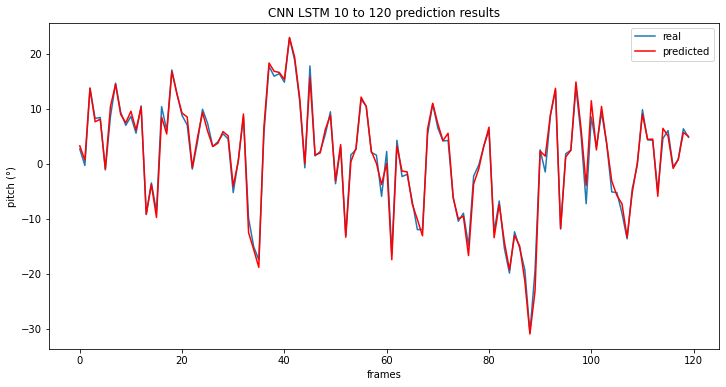 CNN LSTM 10 to 120 prediction results
real
predicted
20
10
0
−10
−20
−30
pitch (°)
0
20
40
60
80
100
120
frames